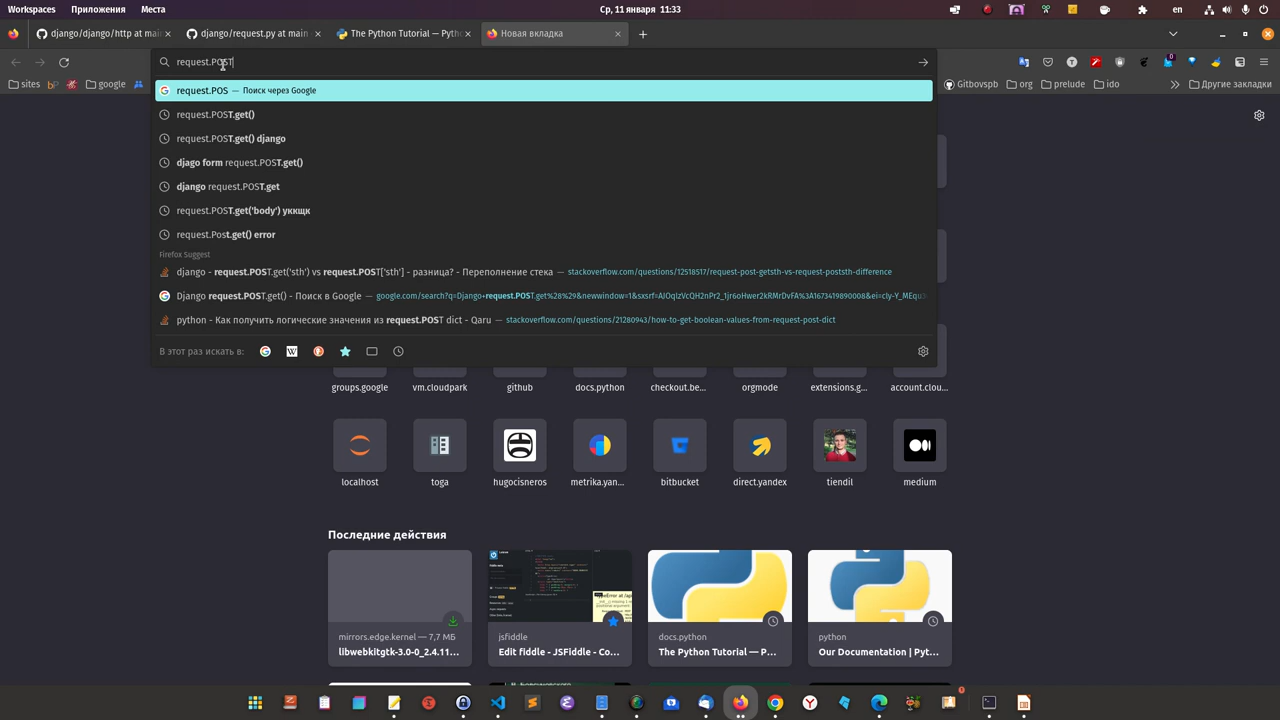 Workspaces Приложения Места Ср, 11 января 11:33 en
django/django/http at main · django/request.py at main · The Python Tutorial — Py Новая вкладка
request.POST
sites google Gitbovspb org prelude ido Другие закладки
request.POS — Поиск через Google
request.POST.get()
request.POST.get() django
djago form request.POST.get()
django request.POST.get
request.POST.get('body') уккщк
request.Post.get() error
Firefox Suggest
django - request.POST.get('sth') vs request.POST['sth'] - разница? - Переполнение стека — stackoverflow.com/questions/12518517/request-post-getsth-vs-request-poststh-difference
Django request.POST.get() - Поиск в Google —
python - Как получить логические значения из request.POST dict - Qaru — stackoverflow.com/questions/21280943/how-to-get-boolean-values-from-request-post-dict
В этот раз искать в:
groups.google vm.cloudpark github docs.python checkout.be... orgmode extensions.g... account.clou...
localhost toga hugocisneros metrika.yan... bitbucket direct.yandex tiendil medium
Последние действия
mirrors.edge.kernel — 7,7 МБ jsfiddle docs.python python
libwebkitgtk-3.0-0_2.4.11... Edit fiddle - JSFiddle - Co... The Python Tutorial — P... Our Documentation | Pyt...